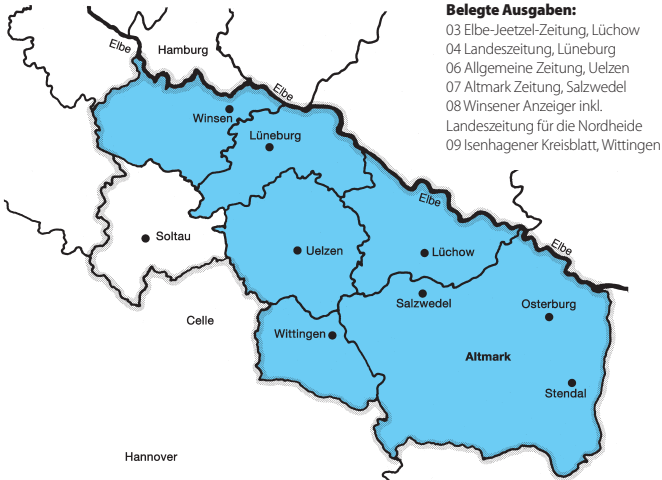 Belegte Ausgaben:
03 Elbe-Jeetzel-Zeitung, Lüchow
04 Landeszeitung, Lüneburg
06 Allgemeine Zeitung, Uelzen
07 Altmark Zeitung, Salzwedel
08 Winsener Anzeiger inkl.
Landeszeitung für die Nordheide
09 Isenhagener Kreisblatt, Wittingen
Elbe
Hamburg
Elbe
Winsen
Lüneburg
Elbe
Soltau
Uelzen
Lüchow
Elbe
Salzwedel
Osterburg
Celle
Wittingen
Altmark
Stendal
Hannover